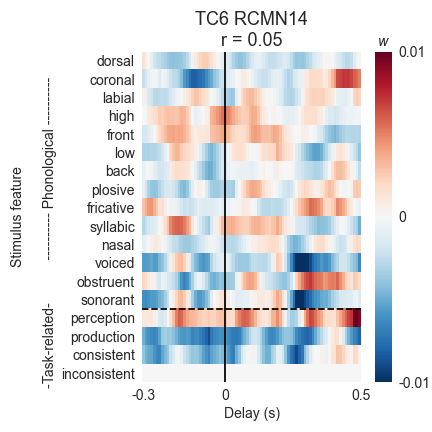 TC6 RCMN14
r = 0.05
w
dorsal
coronal
labial
high
front
low
back
plosive
fricative
syllabic
nasal
voiced
obstruent
sonorant
perception
production
consistent
inconsistent
Stimulus feature
-Task-related- ---------- Phonological ----------
-0.3 0 0.5
Delay (s)
0.01
0
-0.01